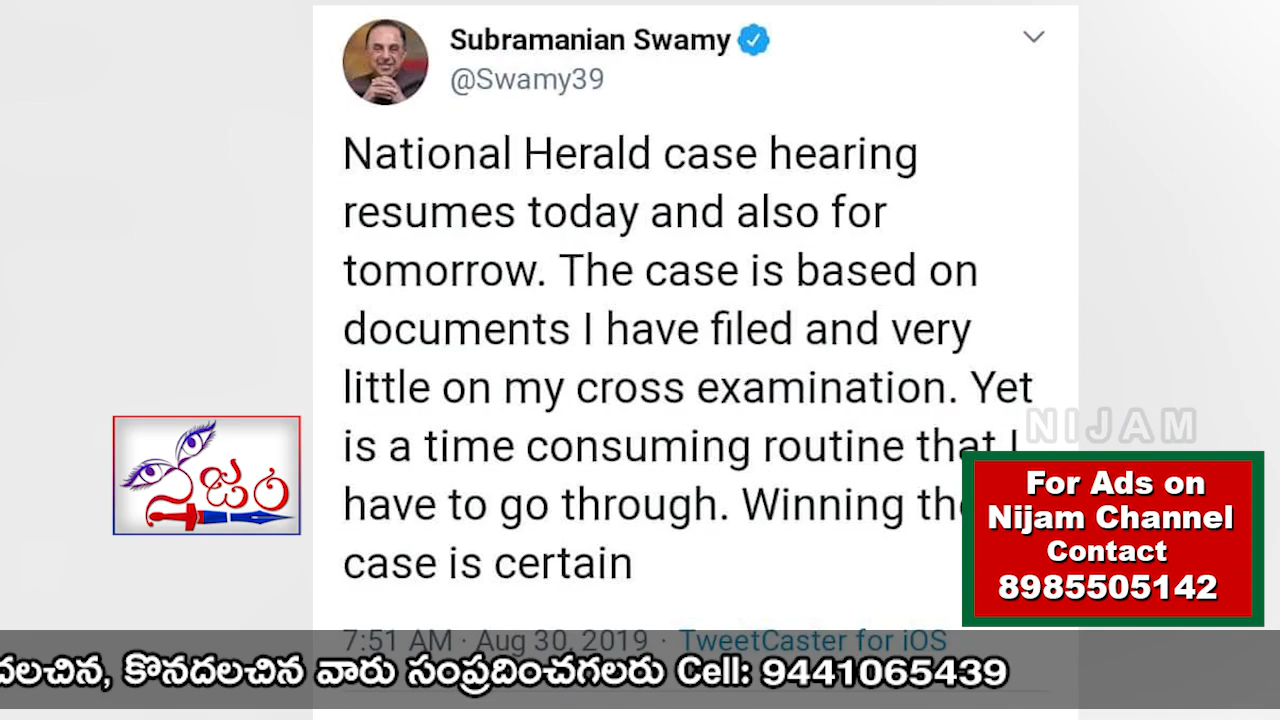 Subramanian Swamy
@Swamy39
National Herald case hearing
resumes today and also for
tomorrow. The case is based on
documents I have filed and very
little on my cross examination. Yet
is a time consuming routine that I
have to go through. Winning the
case is certain
7:51 AM · Aug 30, 2019 · TweetCaster for iOS
NIJAM
నిజం
For Ads on
Nijam Channel
Contact
8985505142
దలచిన, కొనదలచిన వారు సంప్రదించగలరు Cell: 9441065439